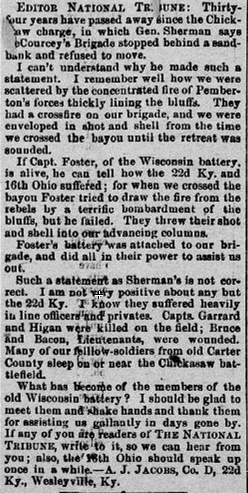 EDITOR NATIONAL TRIBUNE: Thirty-
four years have passed away since the Chick-
saw charge, in which Gen. Sherman says
DeCourcey's Brigade stopped behind a sand-
bank and refused to move.
I can't understand why he made such a
statement. I remember well how we were
scattered by the concentrated fire of Pember-
ton's forces thickly lining the bluffs. They
had a crossfire on our brigade, and we were
enveloped in shot and shell from the time
we crossed the bayou until the retreat was
sounded.
If Capt. Foster, of the Wisconsin battery,
is alive, he can tell how the 22d Ky. and
16th Ohio suffered; for when we crossed the
bayou Foster tried to draw the fire from the
rebels by a terrific bombardment of the
bluffs, but he failed. They threw their shot
and shell into our advancing columns.
Foster's battery was attached to our bri-
gade, and did all in their power to assist us
out.
Such a statement as Sherman's is not cor-
rect. I am not very positive about any but
the 22d Ky. I know they suffered heavily
in line officers and privates. Capts. Garrard
and Higan were killed on the field; Bruce
and Bacon, Lieutenants, were wounded.
Many of our fellow-soldiers from old Carter
County sleep on or near the Chickasaw bat-
tlefield.
What has become of the members of the
old Wisconsin battery? I should be glad to
meet them and shake hands and thank them
for assisting us gallantly in days gone by.
If any of you are readers of THE NATIONAL
TRIBUNE, write to it, so we can hear from
you; also, the 16th Ohio should speak up
once in a while.—A. J. JACOBS, Co. D, 22d
Ky., Wesleyville, Ky.